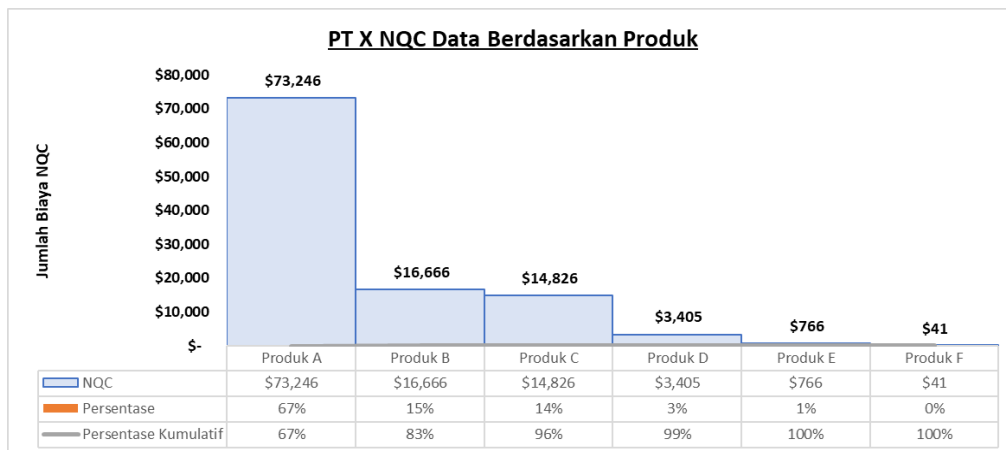 PT X NQC Data Berdasarkan Produk
Jumlah Biaya NQC
$80,000
$70,000
$60,000
$50,000
$40,000
$30,000
$20,000
$10,000
$-
$73,246
$16,666
$14,826
$3,405
$766
$41
Produk A Produk B Produk C Produk D Produk E Produk F
NQC $73,246 $16,666 $14,826 $3,405 $766 $41
Persentase 67% 15% 14% 3% 1% 0%
Persentase Kumulatif 67% 83% 96% 99% 100% 100%